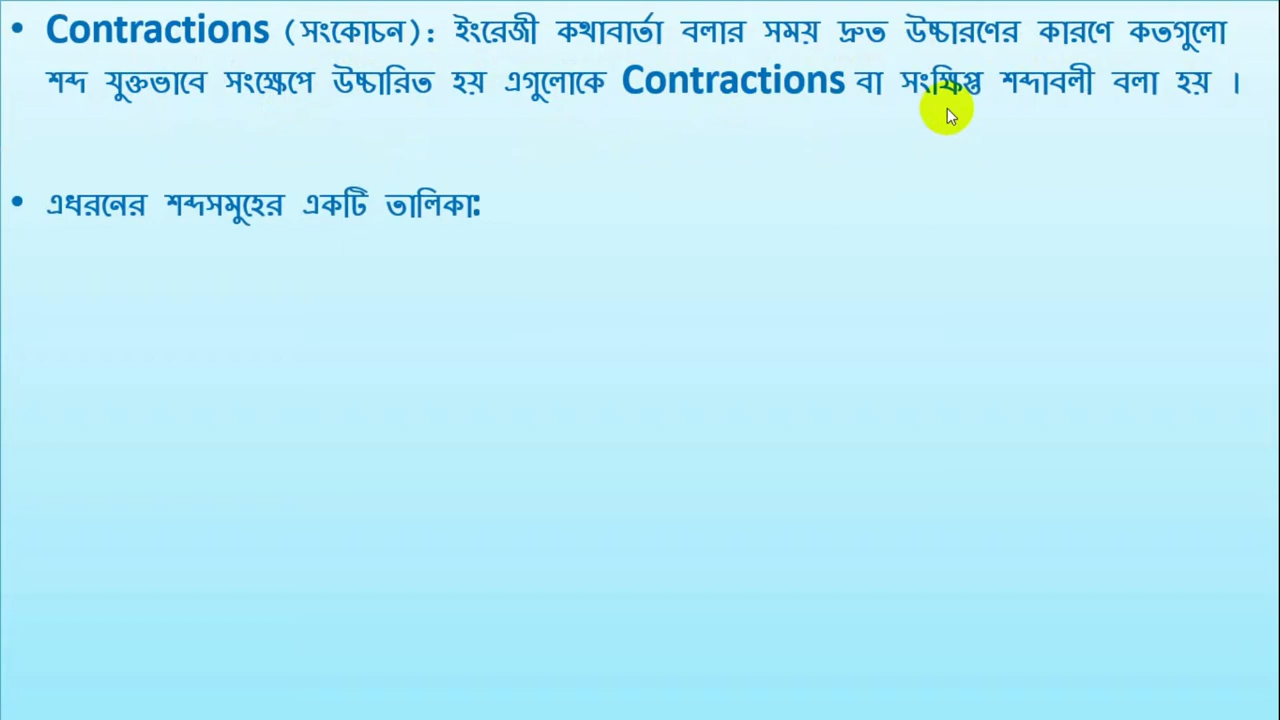 • Contractions (সংকোচন): ইংরেজী কথাবার্তা বলার সময় দ্রুত উচ্চারণের কারণে কতগুলো
শব্দ যুক্তভাবে সংক্ষেপে উচ্চারিত হয় এগুলোকে Contractions বা সংক্ষিপ্ত শব্দাবলী বলা হয় ।
• এধরনের শব্দসমুহের একটি তালিকা: